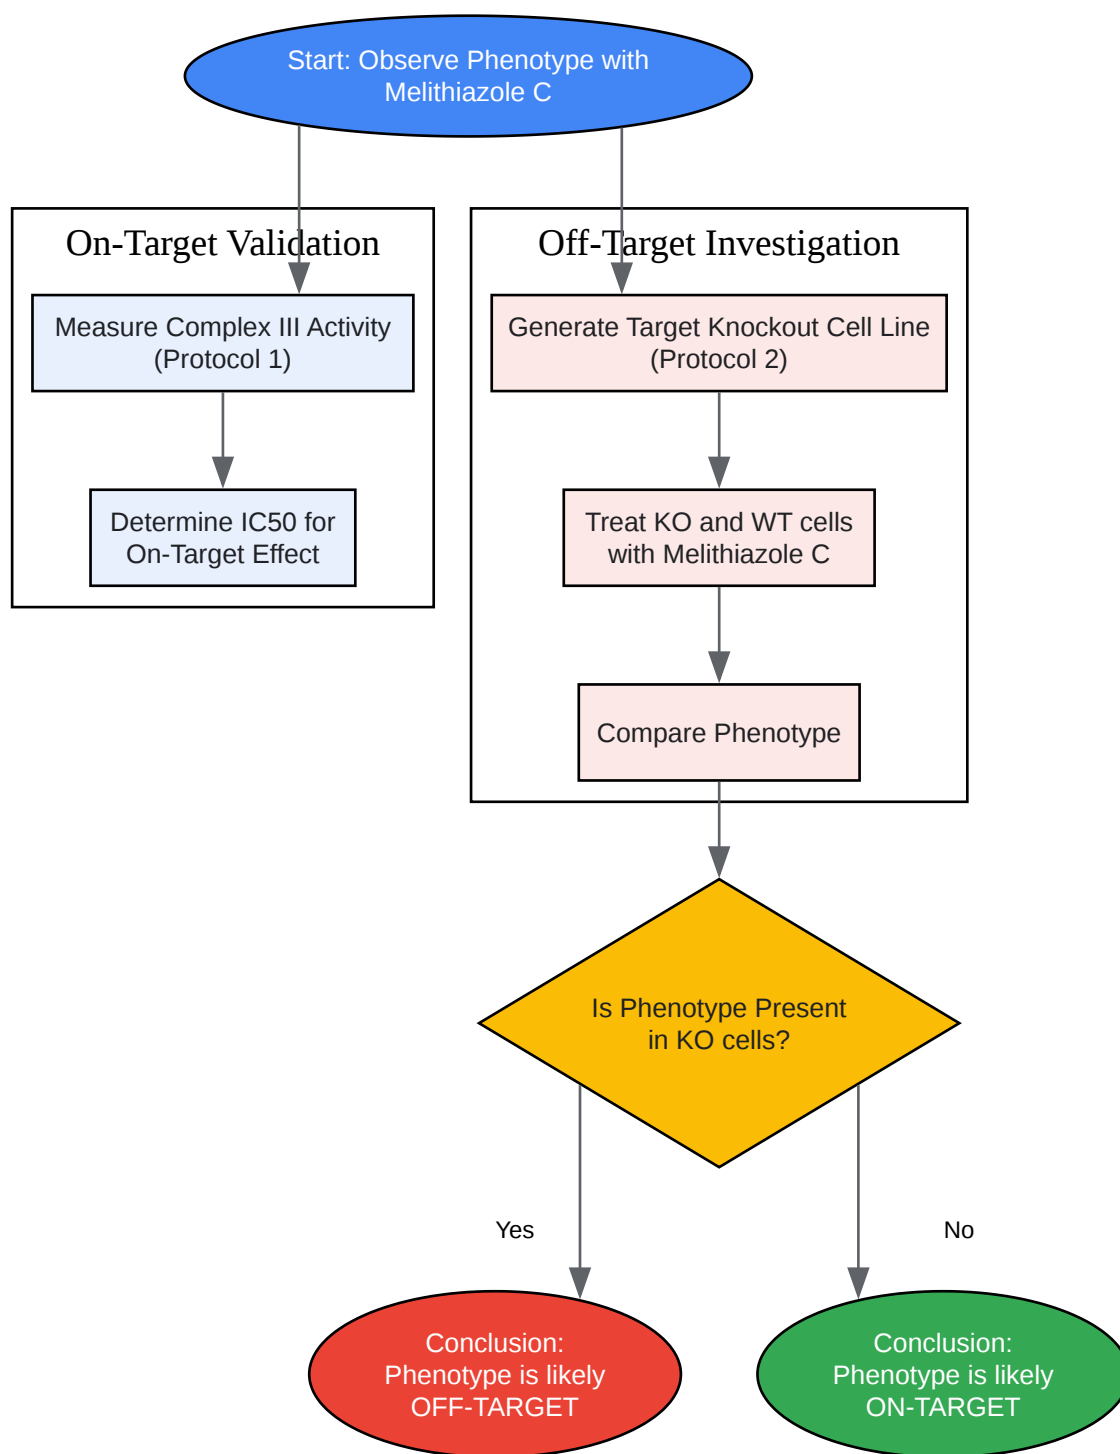 Start: Observe Phenotype with
Melithiazole C
On-Target Validation
Measure Complex III Activity
(Protocol 1)
Determine IC50 for
On-Target Effect
Off-Target Investigation
Generate Target Knockout Cell Line
(Protocol 2)
Treat KO and WT cells
with Melithiazole C
Compare Phenotype
Is Phenotype Present
in KO cells?
Yes
No
Conclusion:
Phenotype is likely
OFF-TARGET
Conclusion:
Phenotype is likely
ON-TARGET